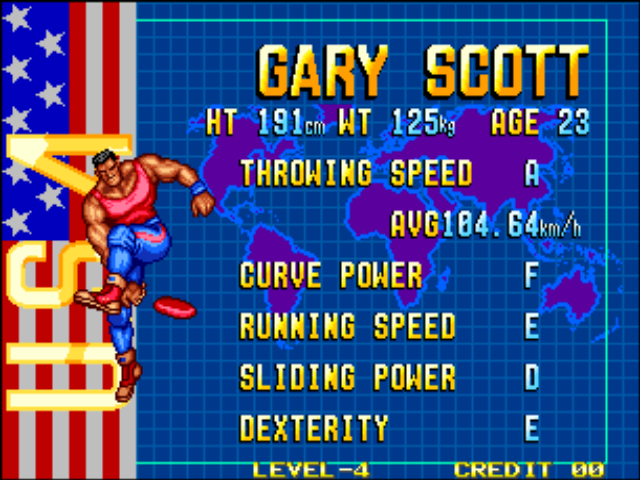 USA
GARY SCOTT
HT 191cm WT 125kg AGE 23
THROWING SPEED A
AVG104.64km/h
CURVE POWER F
RUNNING SPEED E
SLIDING POWER D
DEXTERITY E
LEVEL-4 CREDIT 00